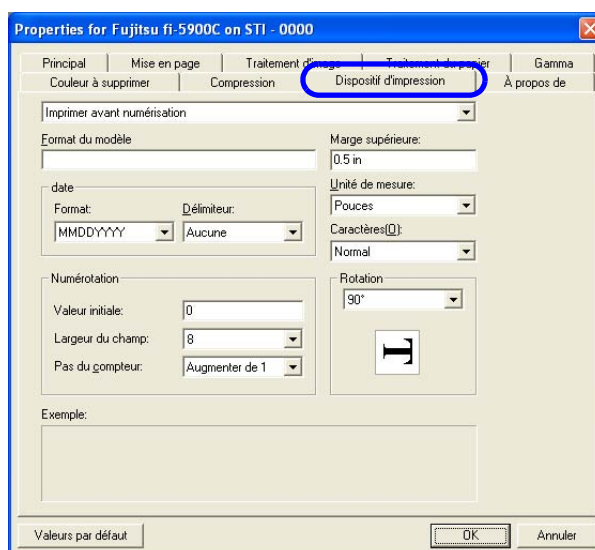 Properties for Fujitsu fi-5900C on STI - 0000
Principal Mise en page Traitement d'image Traitement du papier Gamma
Couleur à supprimer Compression Dispositif d'impression À propos de
Imprimer avant numérisation
Format du modèle Marge supérieure:
0.5 in
date Unité de mesure:
Format: Délimiteur: Pouces
MMDDYYYY Aucune Caractères(O):
Normal
Numérotation Rotation
Valeur initiale: 0 90°
Largeur du champ: 8
Pas du compteur: Augmenter de 1
Exemple:
Valeurs par défaut OK Annuler